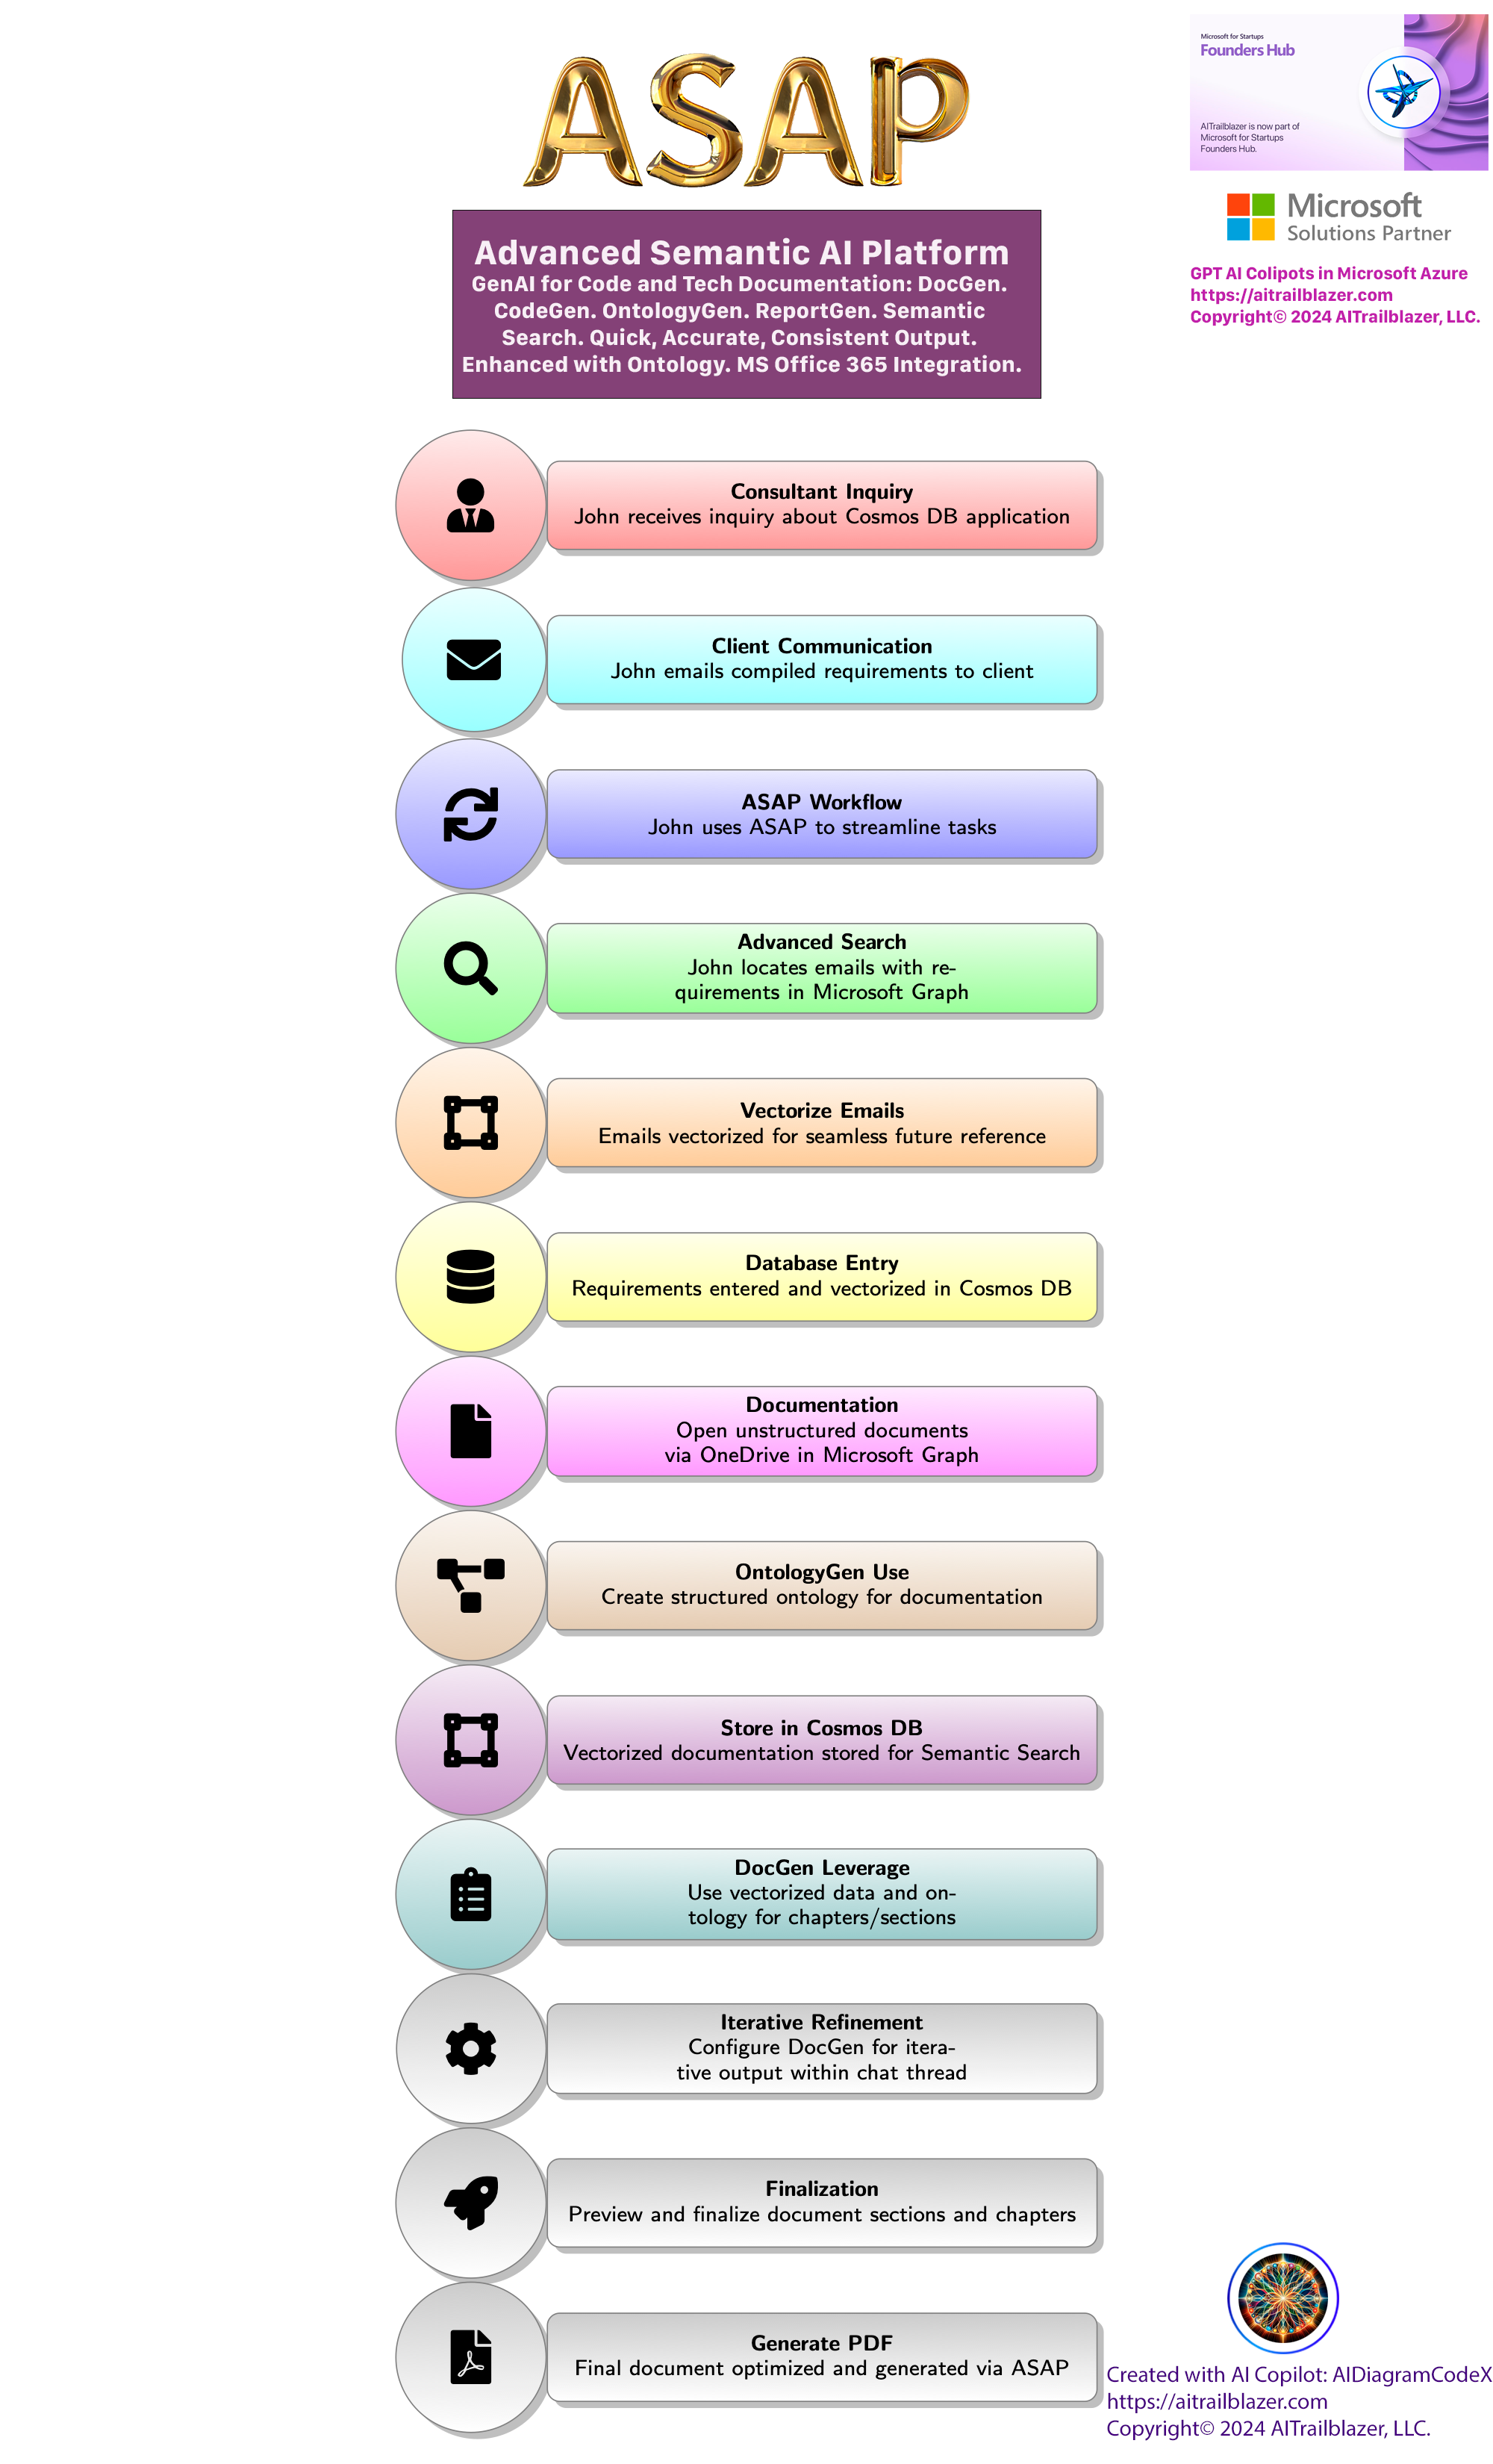 ASAP
Microsoft for Startups
Founders Hub
AITrailblazer is now part of
Microsoft for Startups
Founders Hub.
Microsoft
Solutions Partner
GPT AI Colipots in Microsoft Azure
https://aitrailblazer.com
Copyright© 2024 AITrailblazer, LLC.
Advanced Semantic AI Platform
GenAI for Code and Tech Documentation: DocGen.
CodeGen. OntologyGen. ReportGen. Semantic
Search. Quick, Accurate, Consistent Output.
Enhanced with Ontology. MS Office 365 Integration.
Consultant Inquiry
John receives inquiry about Cosmos DB application
Client Communication
John emails compiled requirements to client
ASAP Workflow
John uses ASAP to streamline tasks
Advanced Search
John locates emails with re-
quirements in Microsoft Graph
Vectorize Emails
Emails vectorized for seamless future reference
Database Entry
Requirements entered and vectorized in Cosmos DB
Documentation
Open unstructured documents
via OneDrive in Microsoft Graph
OntologyGen Use
Create structured ontology for documentation
Store in Cosmos DB
Vectorized documentation stored for Semantic Search
DocGen Leverage
Use vectorized data and on-
tology for chapters/sections
Iterative Refinement
Configure DocGen for itera-
tive output within chat thread
Finalization
Preview and finalize document sections and chapters
Generate PDF
Final document optimized and generated via ASAP
Created with AI Copilot: AIDiagramCodeX
https://aitrailblazer.com
Copyright© 2024 AITrailblazer, LLC.